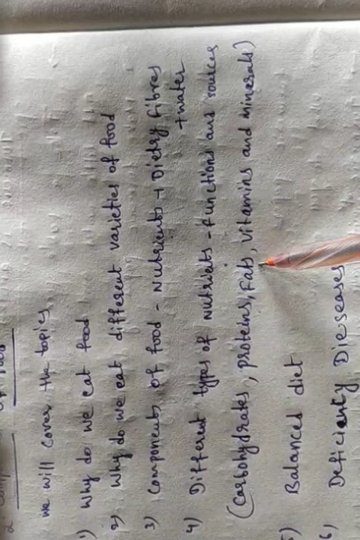 we will cover the topics
1) Why do we eat food
2) Why do we eat different varieties of food
3) Components of food - Nutrients + Dietry fibres
+ water
4) Different types of nutrients - functions and sources
(Carbohydrates, proteins, Fats, vitamins and minerals)
5) Balanced diet
6) Deficiency Dieseases